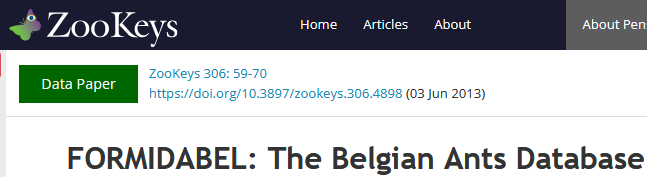 ZooKeys Home Articles About About Pen
Data Paper
ZooKeys 306: 59-70
https://doi.org/10.3897/zookeys.306.4898 (03 Jun 2013)
FORMIDABEL: The Belgian Ants Database